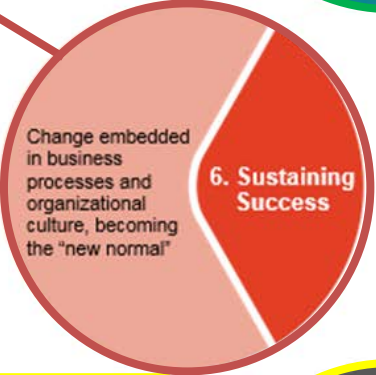 Change embedded
in business
processes and
organizational
culture, becoming
the “new normal”
6. Sustaining
Success